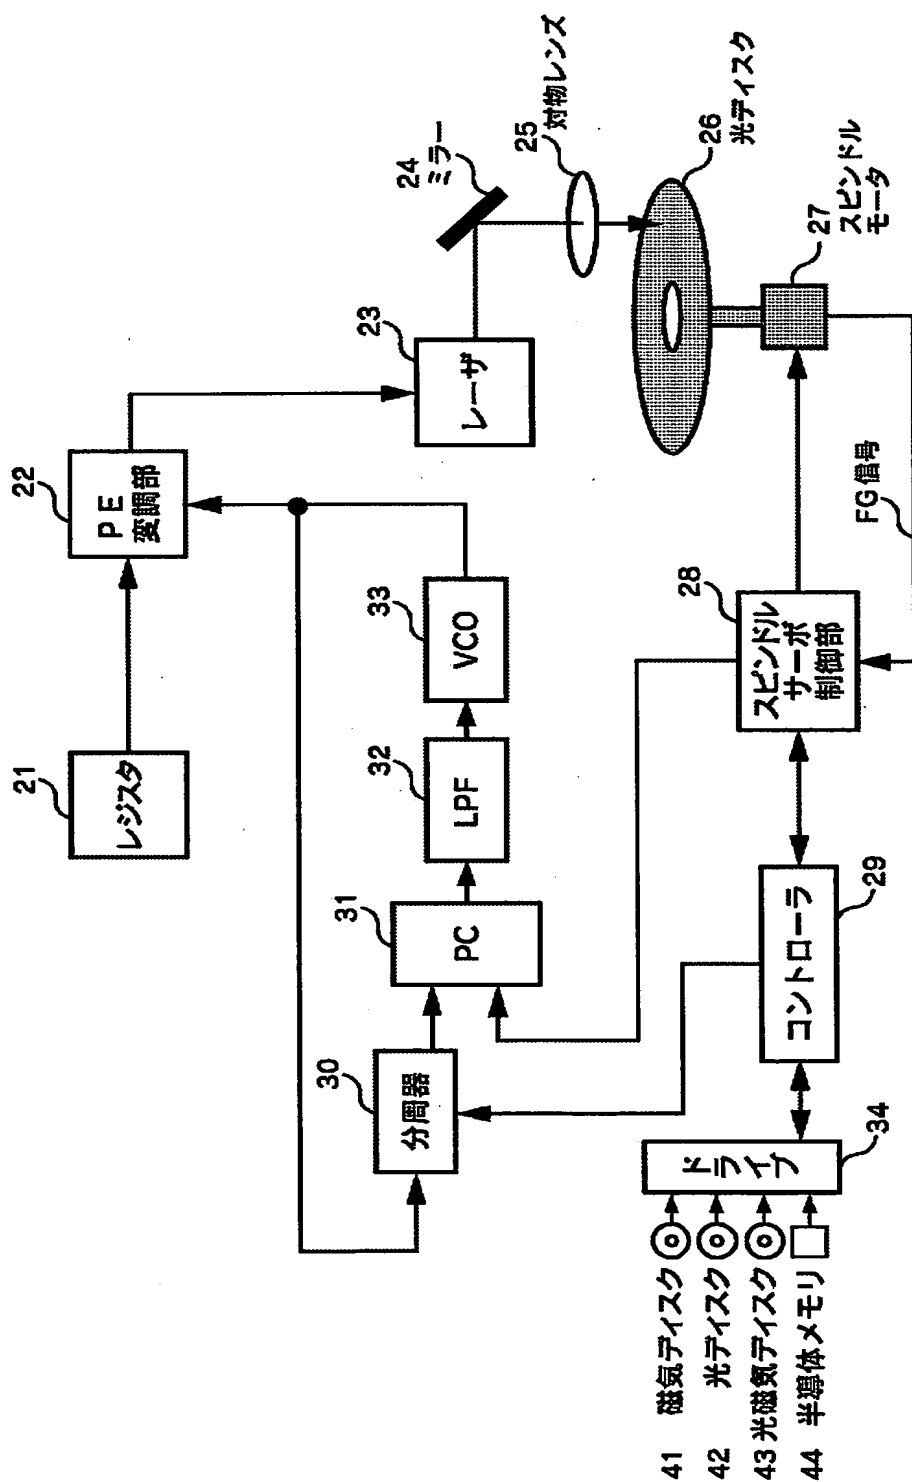 21
レジスタ
22
PE
変調部
23
レーザ
24
ミラー
25
対物レンズ
26
光ディスク
27
スピンドル
モータ
FG信号
28
スピンドル
サーボ
制御部
33
VCO
32
LPF
31
PC
30
分周器
29
コントローラ
34
ドライブ
41 磁気ディスク
42 光ディスク
43 光磁気ディスク
44 半導体メモリ